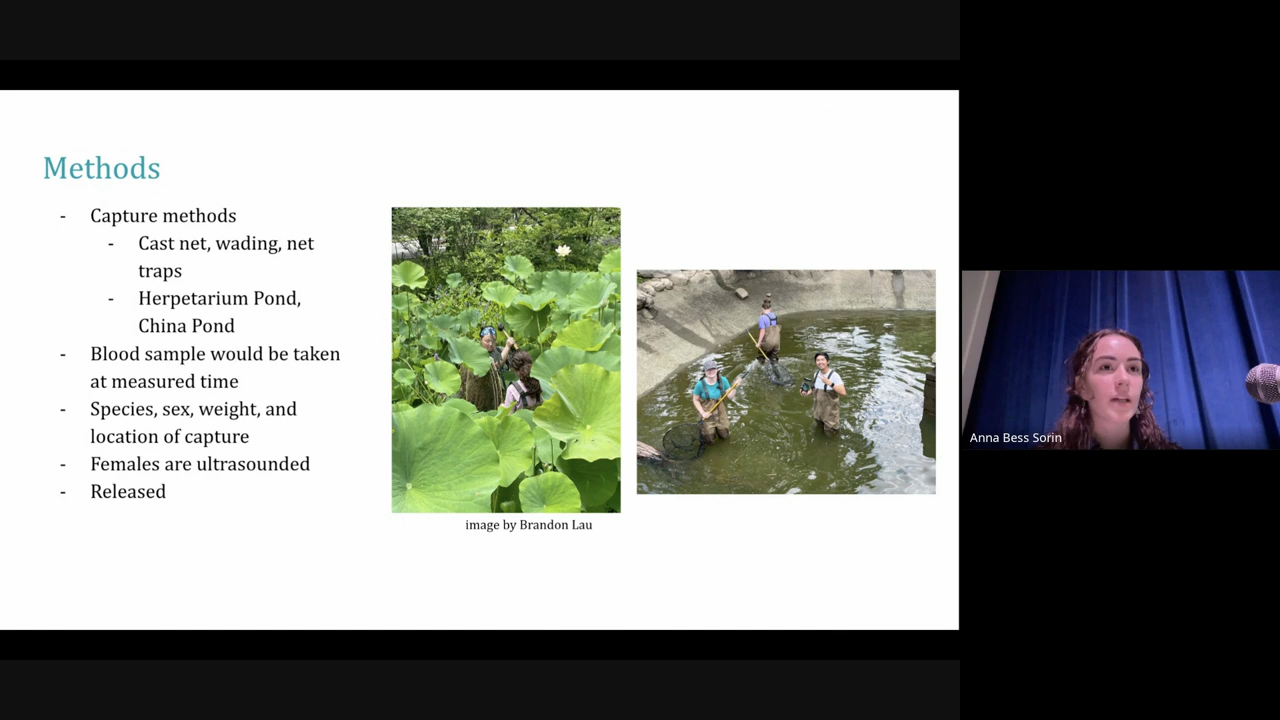 Methods
- Capture methods
- Cast net, wading, net
traps
- Herpetarium Pond,
China Pond
- Blood sample would be taken
at measured time
- Species, sex, weight, and
location of capture
- Females are ultrasounded
- Released
image by Brandon Lau
Anna Bess Sorin